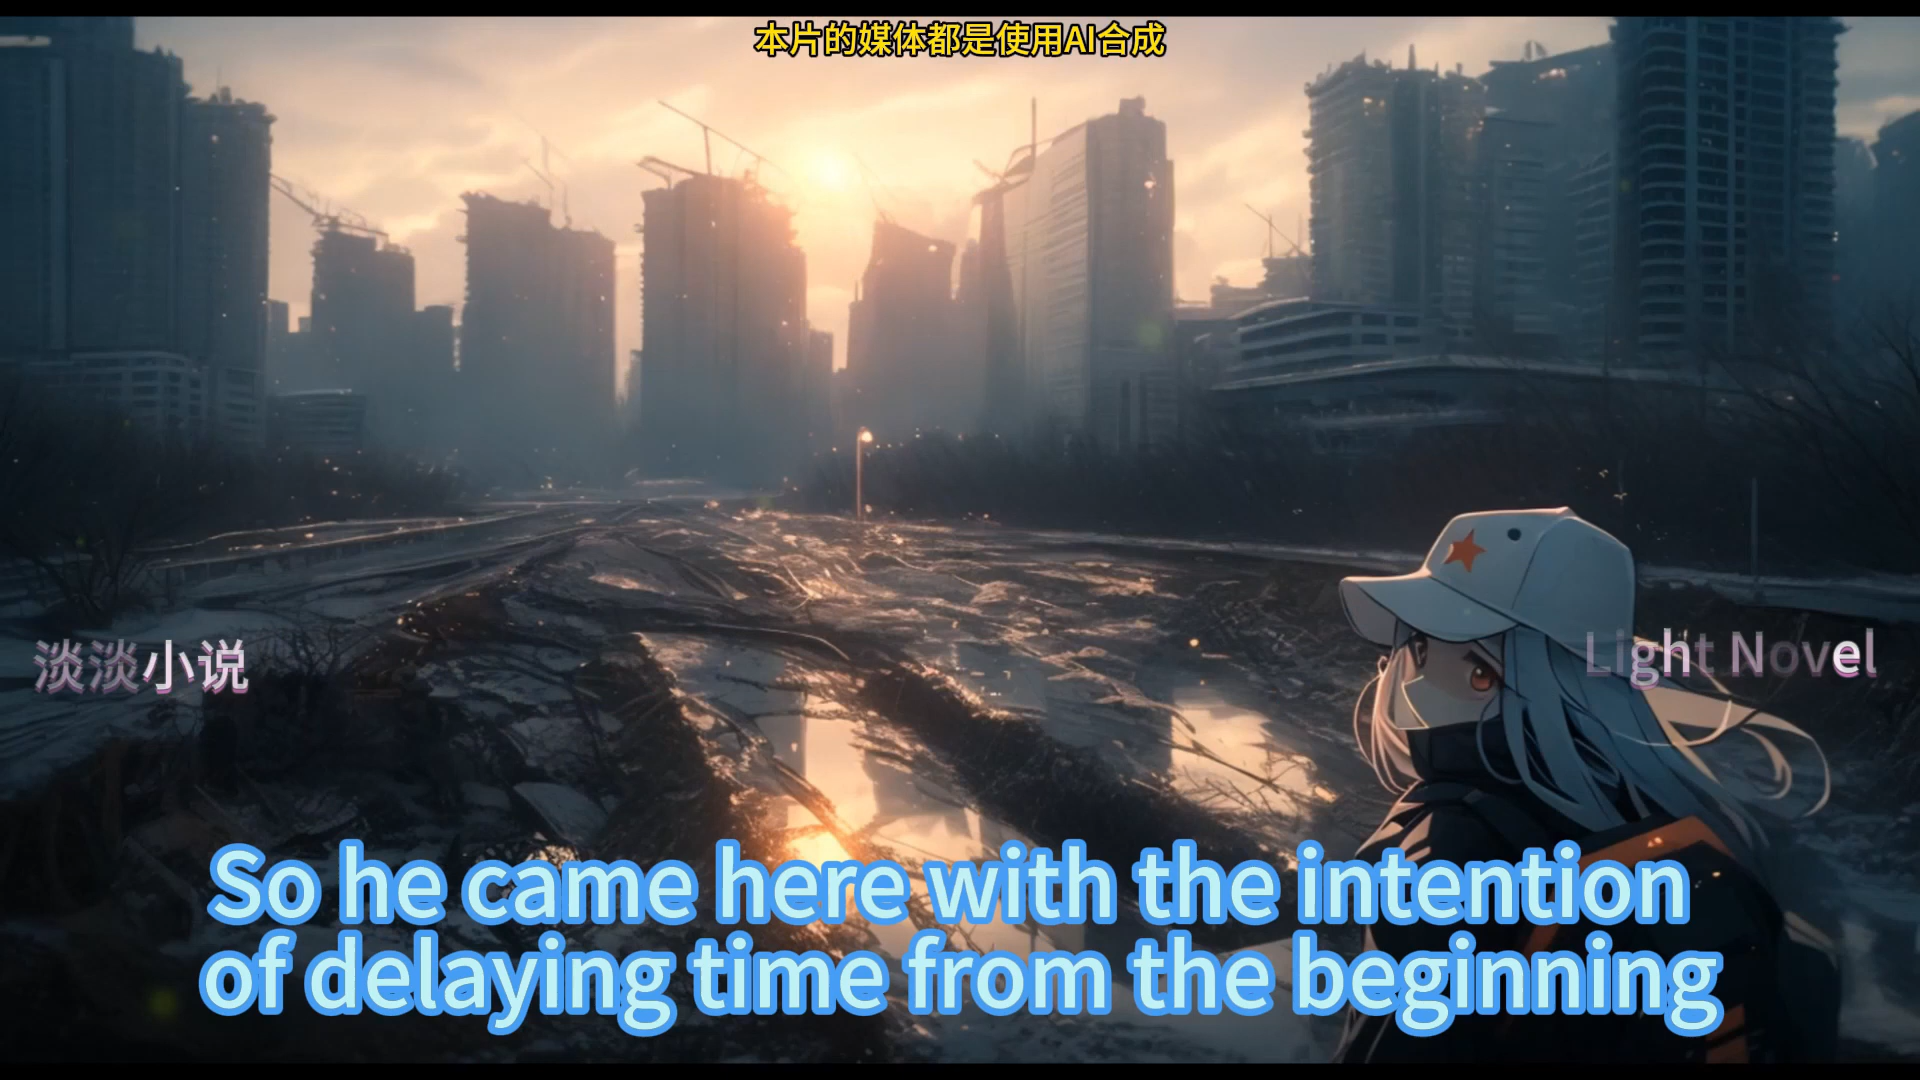 本片的媒体都是使用AI合成
淡淡小说
Light Novel
So he came here with the intention
of delaying time from the beginning